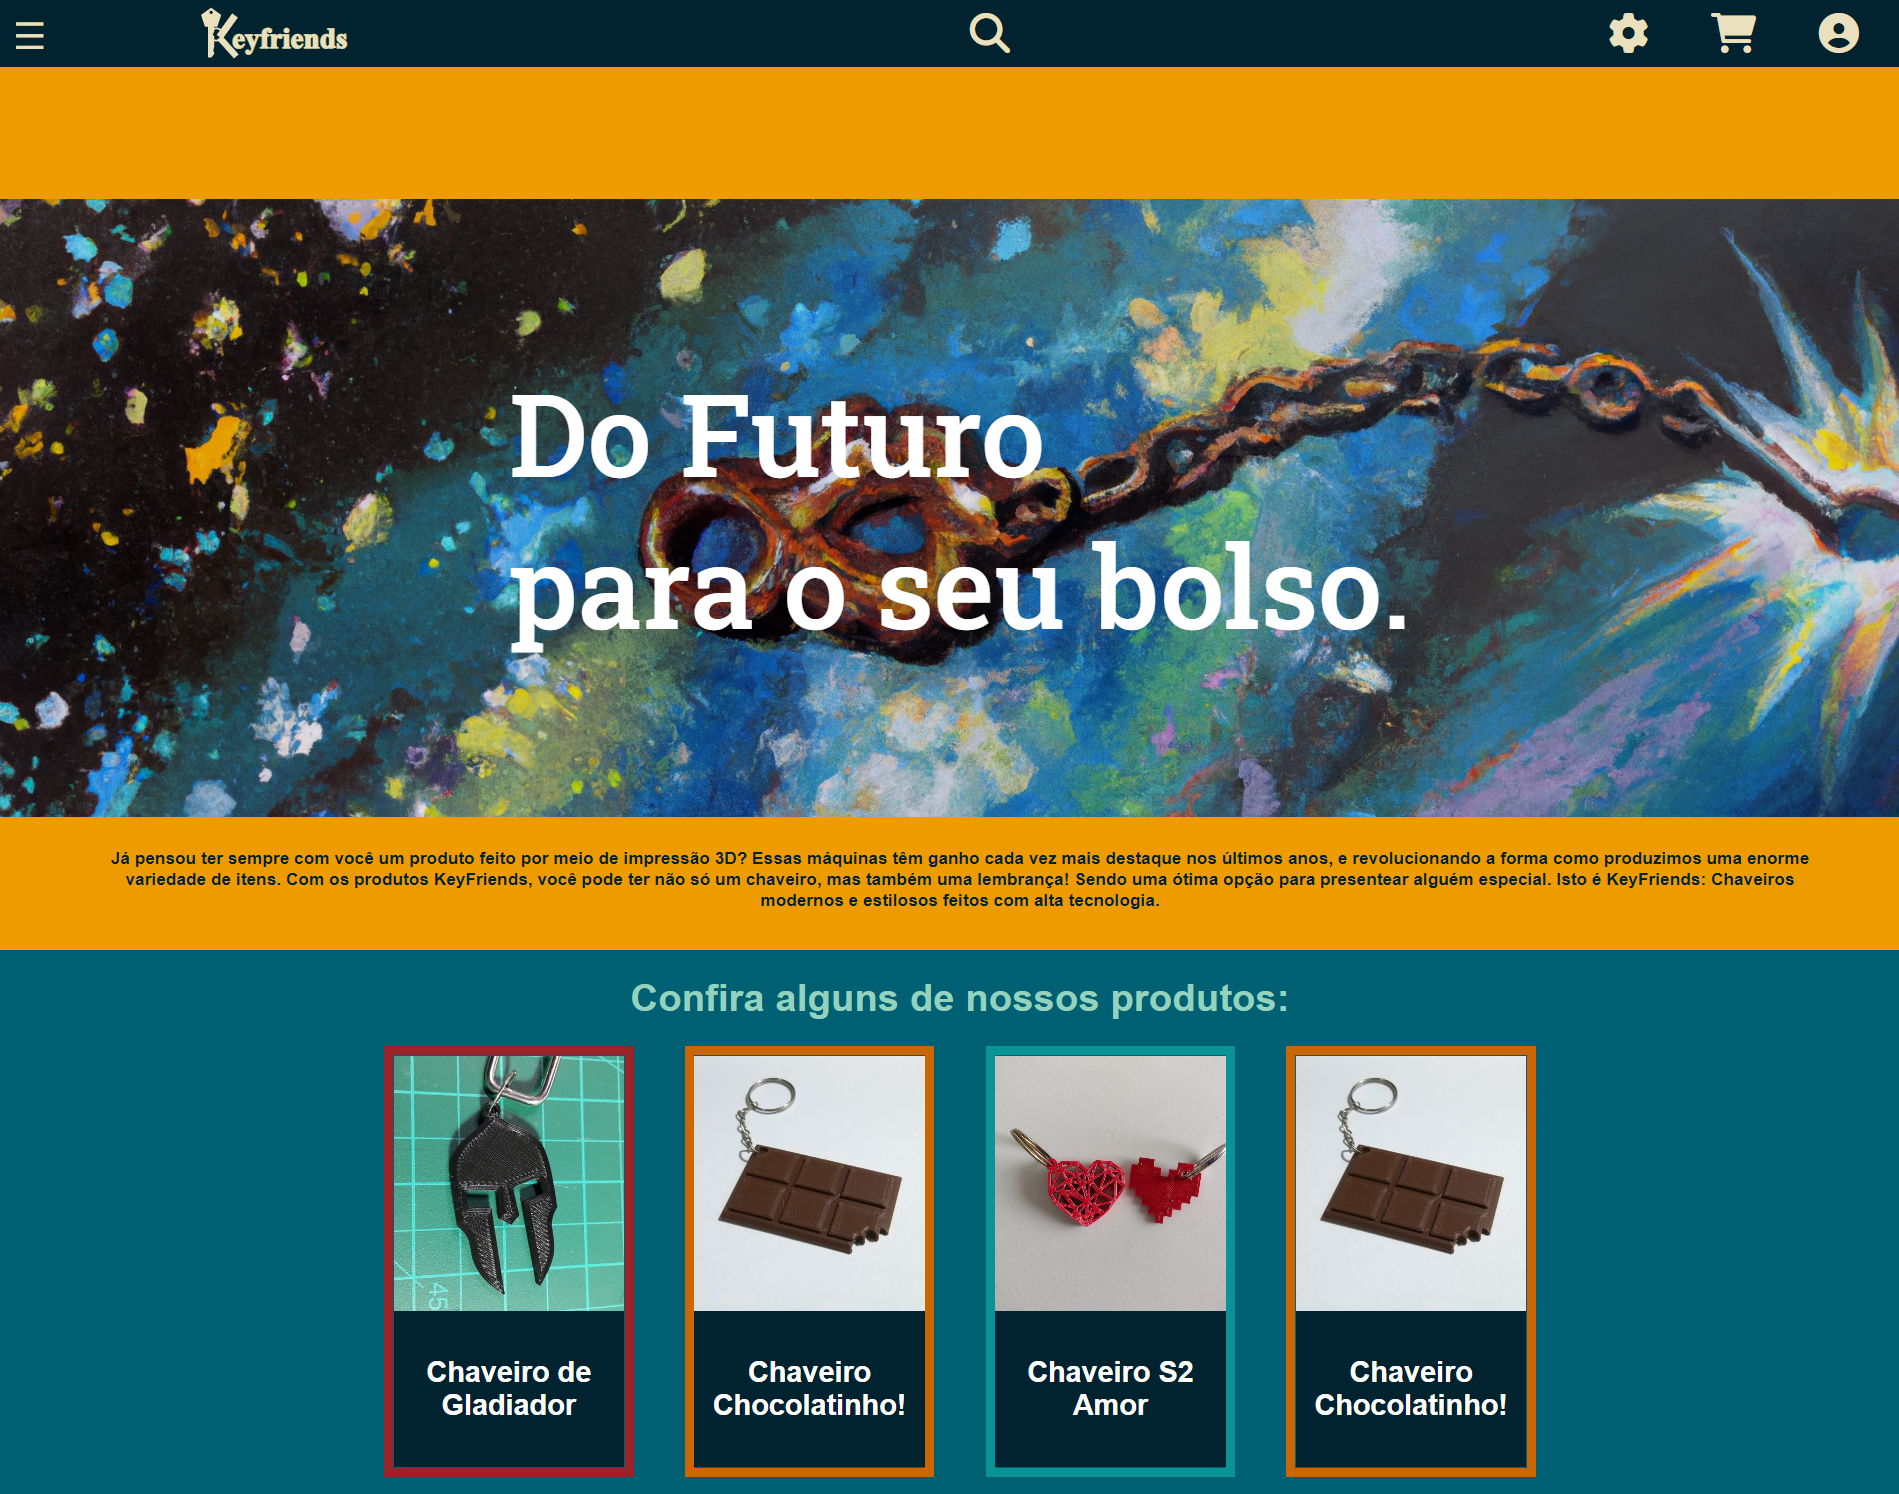 Keyfriends
Do Futuro
para o seu bolso.
Já pensou ter sempre com você um produto feito por meio de impressão 3D? Essas máquinas têm ganho cada vez mais destaque nos últimos anos, e revolucionando a forma como produzimos uma enorme
variedade de itens. Com os produtos KeyFriends, você pode ter não só um chaveiro, mas também uma lembrança! Sendo uma ótima opção para presentear alguém especial. Isto é KeyFriends: Chaveiros
modernos e estilosos feitos com alta tecnologia.
Confira alguns de nossos produtos:
45
Chaveiro de
Gladiador
Chaveiro
Chocolatinho!
Chaveiro S2
Amor
Chaveiro
Chocolatinho!